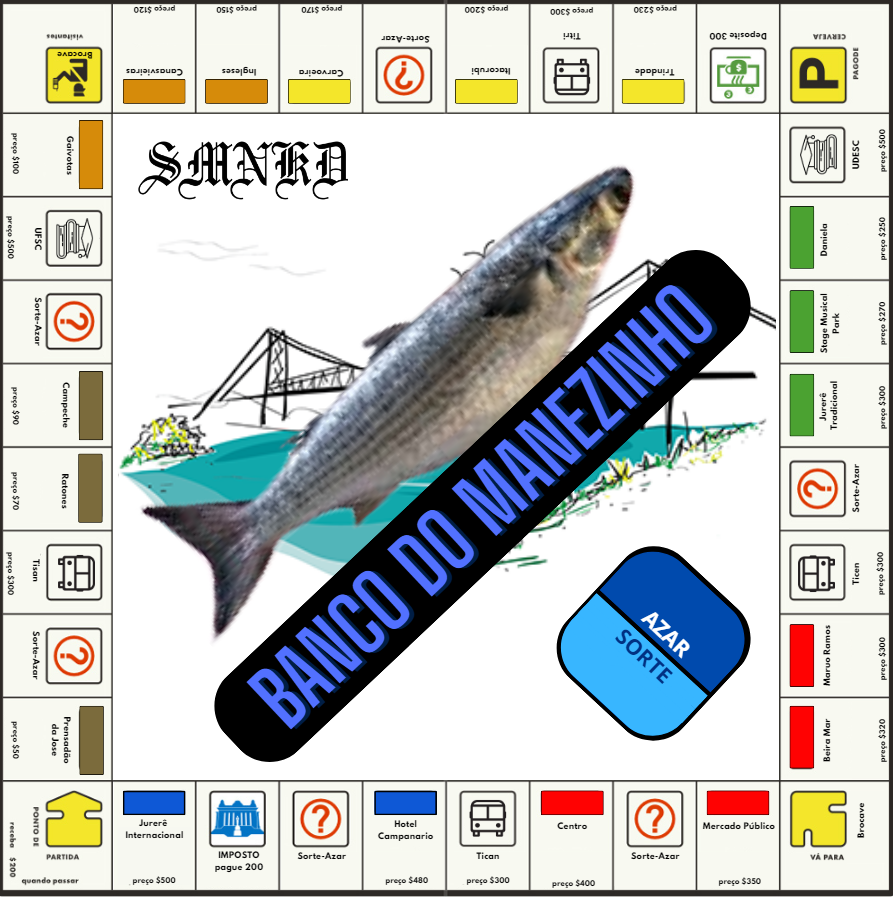 visitantes
Brocave
preço $120
Canasvieiras
preço $150
Ingleses
preço $170
Carvoeira
Sorte-Azar
preço $200
Itacorubi
preço $300
Titri
preço $230
Trindade
Deposite 300
CERVEJA
P
PAGODE
preço $500
UDESC
preço $250
Daniela
preço $270
Stage Musical
Park
preço $300
Jurerê
Tradicional
Sorte-Azar
preço $300
Ticen
preço $300
Maruo Ramos
preço $320
Beira Mar
Brocave
VÁ PARA
Mercado Público
preço $350
Sorte-Azar
Centro
preço $400
Tican
preço $300
Hotel
Campanario
preço $480
Sorte-Azar
IMPOSTO
pague 200
Jurerê
Internacional
preço $500
PONTO DE
PARTIDA
receba $200
quando passar
Prensadão
da Jose
preço $50
Sorte-Azar
Tisan
preço $300
Ratones
preço $70
Campeche
preço $90
Sorte-Azar
UFSC
preço $500
Gaivotas
preço $100
SMNKD
BANCO DO MANEZINHO
AZAR
SORTE